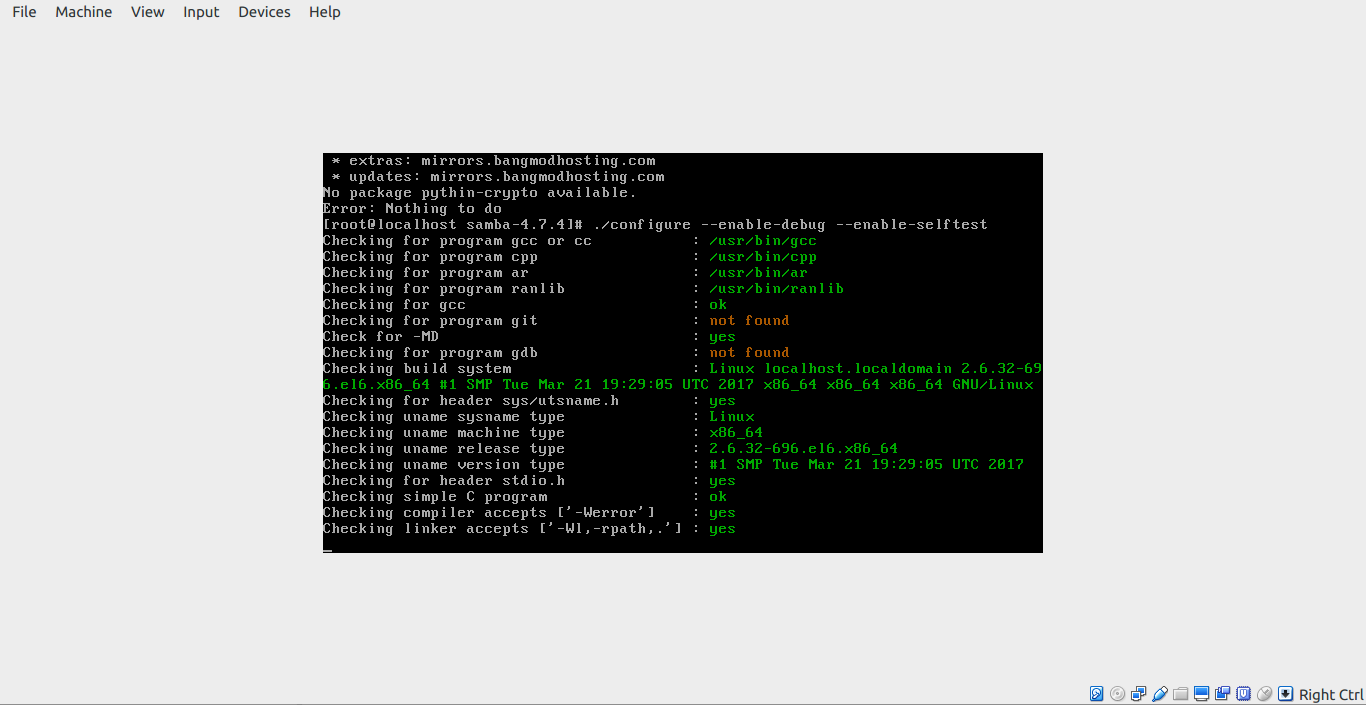 File Machine View Input Devices Help
* extras: mirrors.bangmodhosting.com
* updates: mirrors.bangmodhosting.com
No package pythin-crypto available.
Error: Nothing to do
[root@localhost samba-4.7.4]# ./configure --enable-debug --enable-selftest
Checking for program gcc or cc : /usr/bin/gcc
Checking for program cpp : /usr/bin/cpp
Checking for program ar : /usr/bin/ar
Checking for program ranlib : /usr/bin/ranlib
Checking for gcc : ok
Checking for program git : not found
Check for -MD : yes
Checking for program gdb : not found
Checking build system : Linux localhost.localdomain 2.6.32-69
6.el6.x86_64 #1 SMP Tue Mar 21 19:29:05 UTC 2017 x86_64 x86_64 x86_64 GNU/Linux
Checking for header sys/utsname.h : yes
Checking uname sysname type : Linux
Checking uname machine type : x86_64
Checking uname release type : 2.6.32-696.el6.x86_64
Checking uname version type : #1 SMP Tue Mar 21 19:29:05 UTC 2017
Checking for header stdio.h : yes
Checking simple C program : ok
Checking compiler accepts ['-Werror'] : yes
Checking linker accepts ['-Wl,-rpath,.'] : yes
Right Ctrl